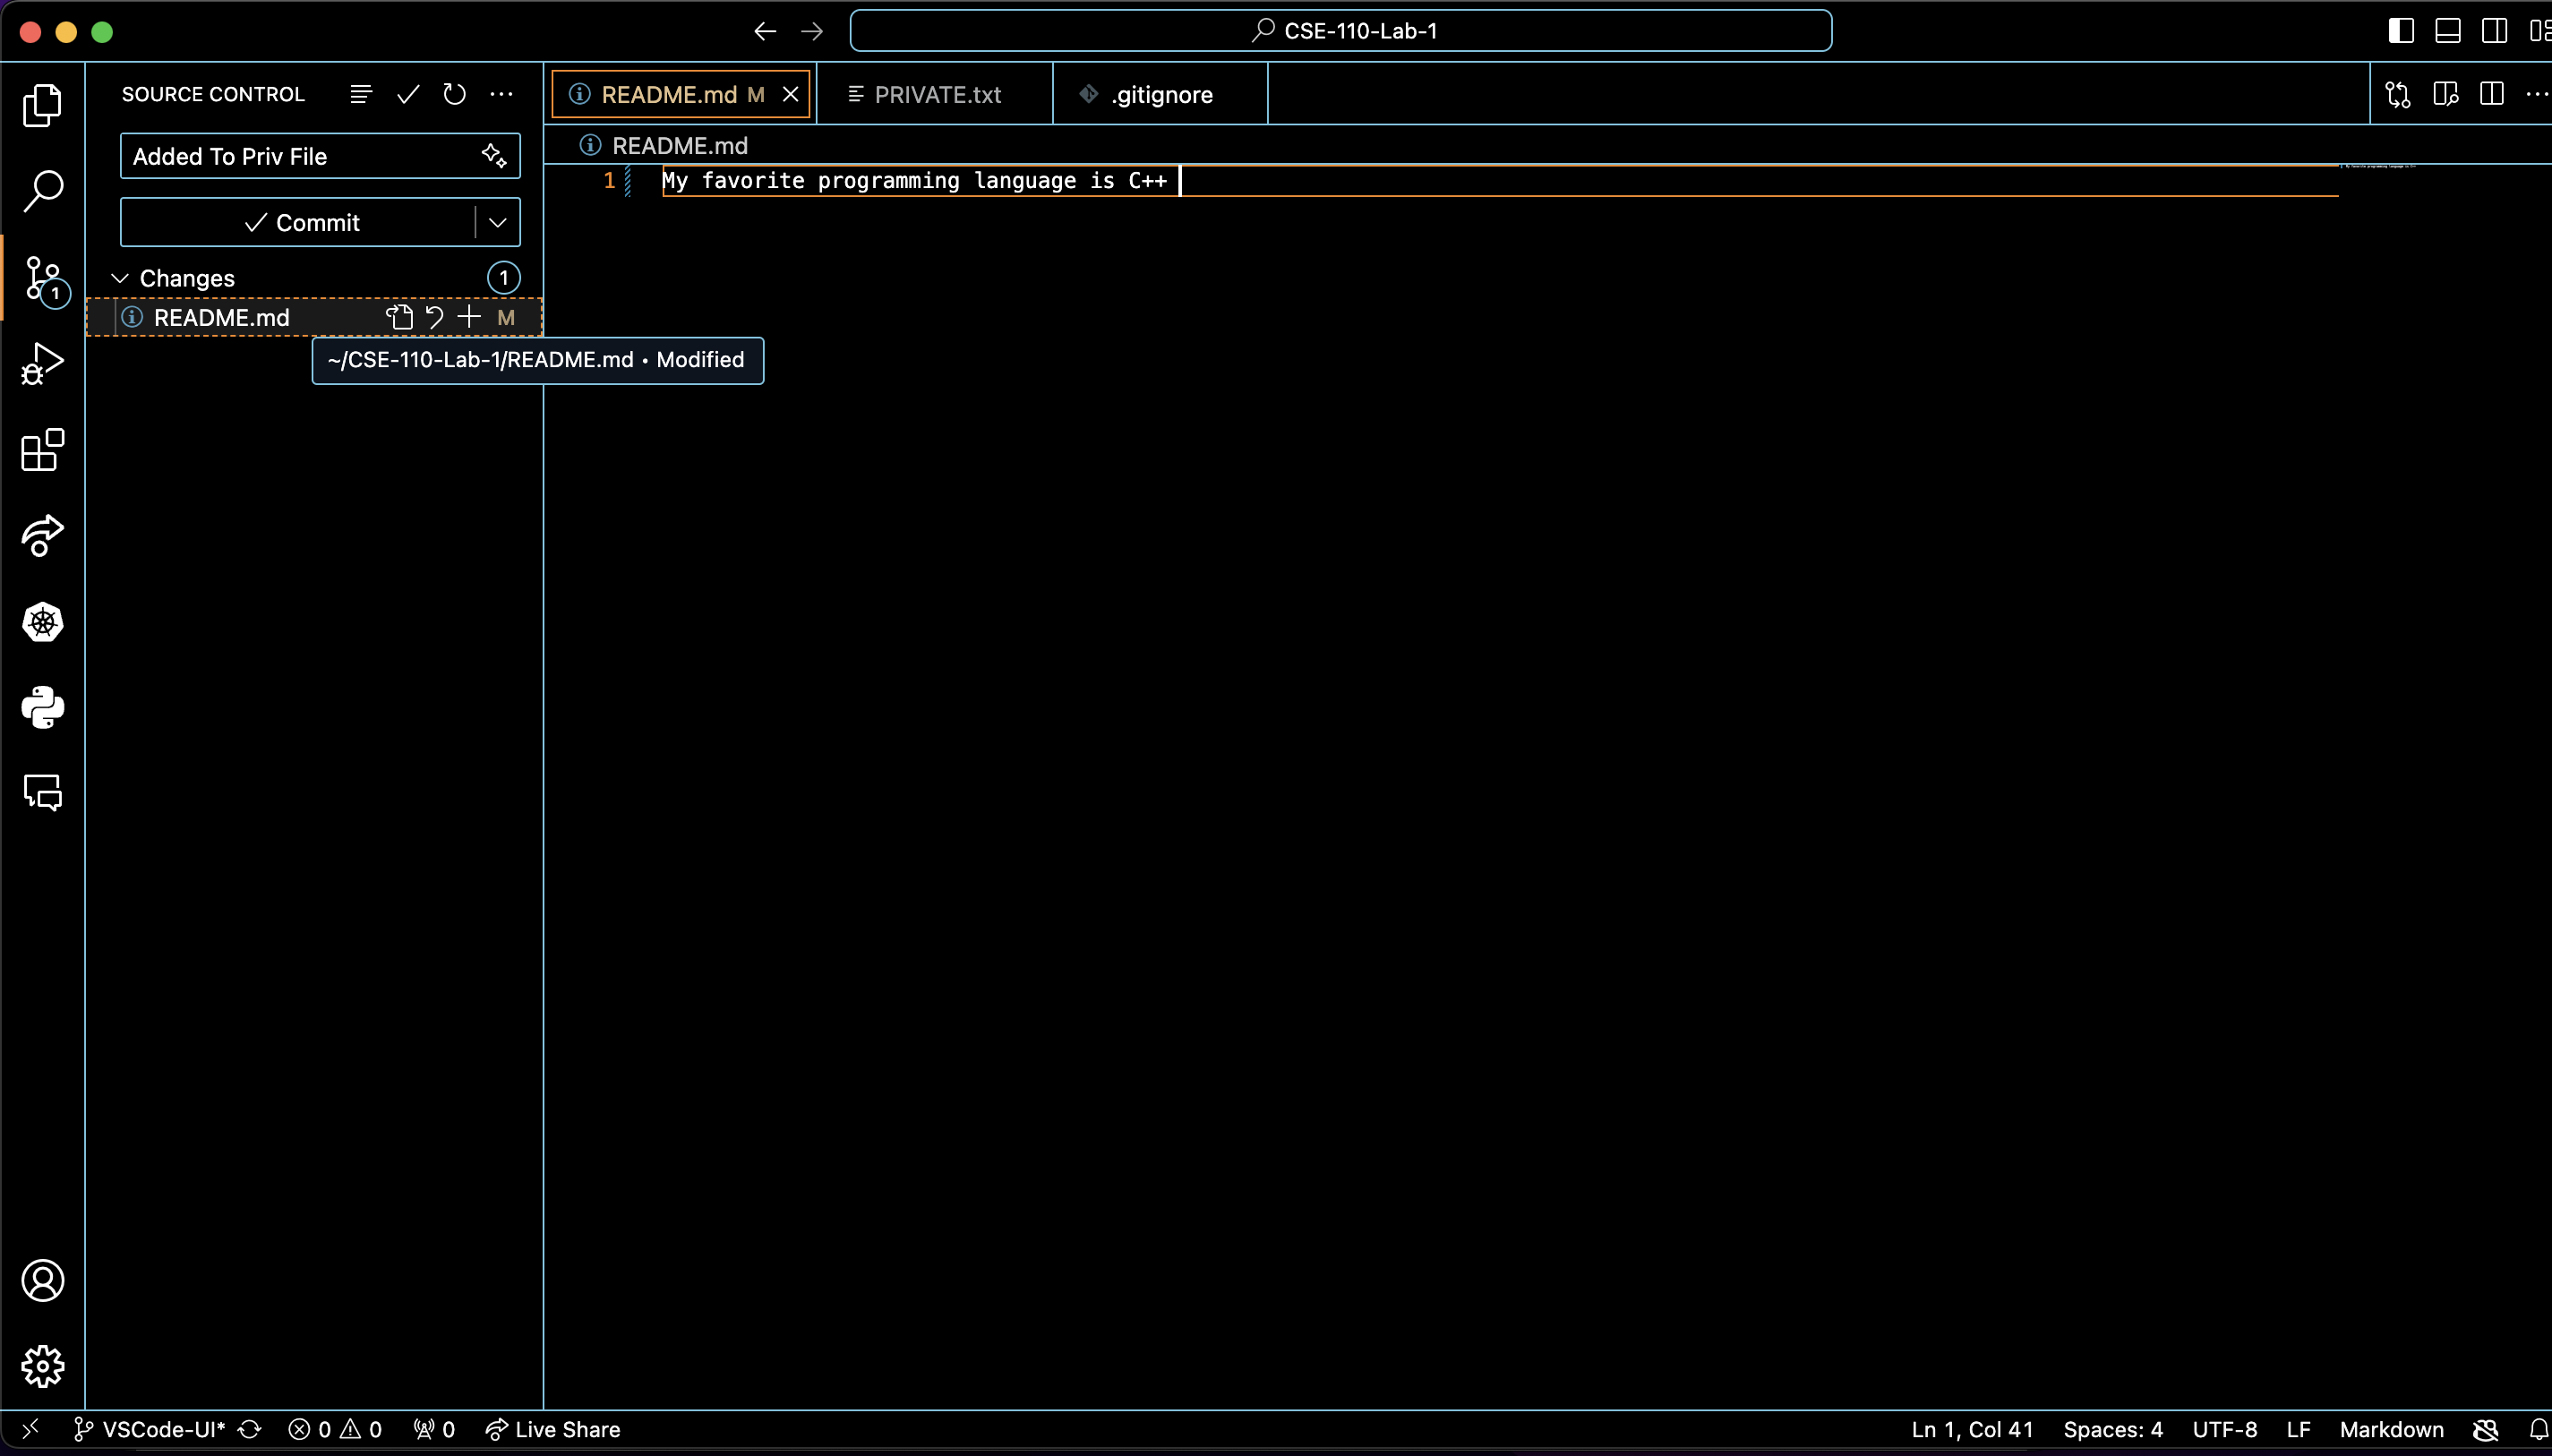 CSE-110-Lab-1
SOURCE CONTROL
README.md M
PRIVATE.txt
.gitignore
Added To Priv File
README.md
1 My favorite programming language is C++
Commit
Changes 1
1
README.md M
~/CSE-110-Lab-1/README.md • Modified
VSCode-UI* 0 0 0 Live Share Ln 1, Col 41 Spaces: 4 UTF-8 LF Markdown